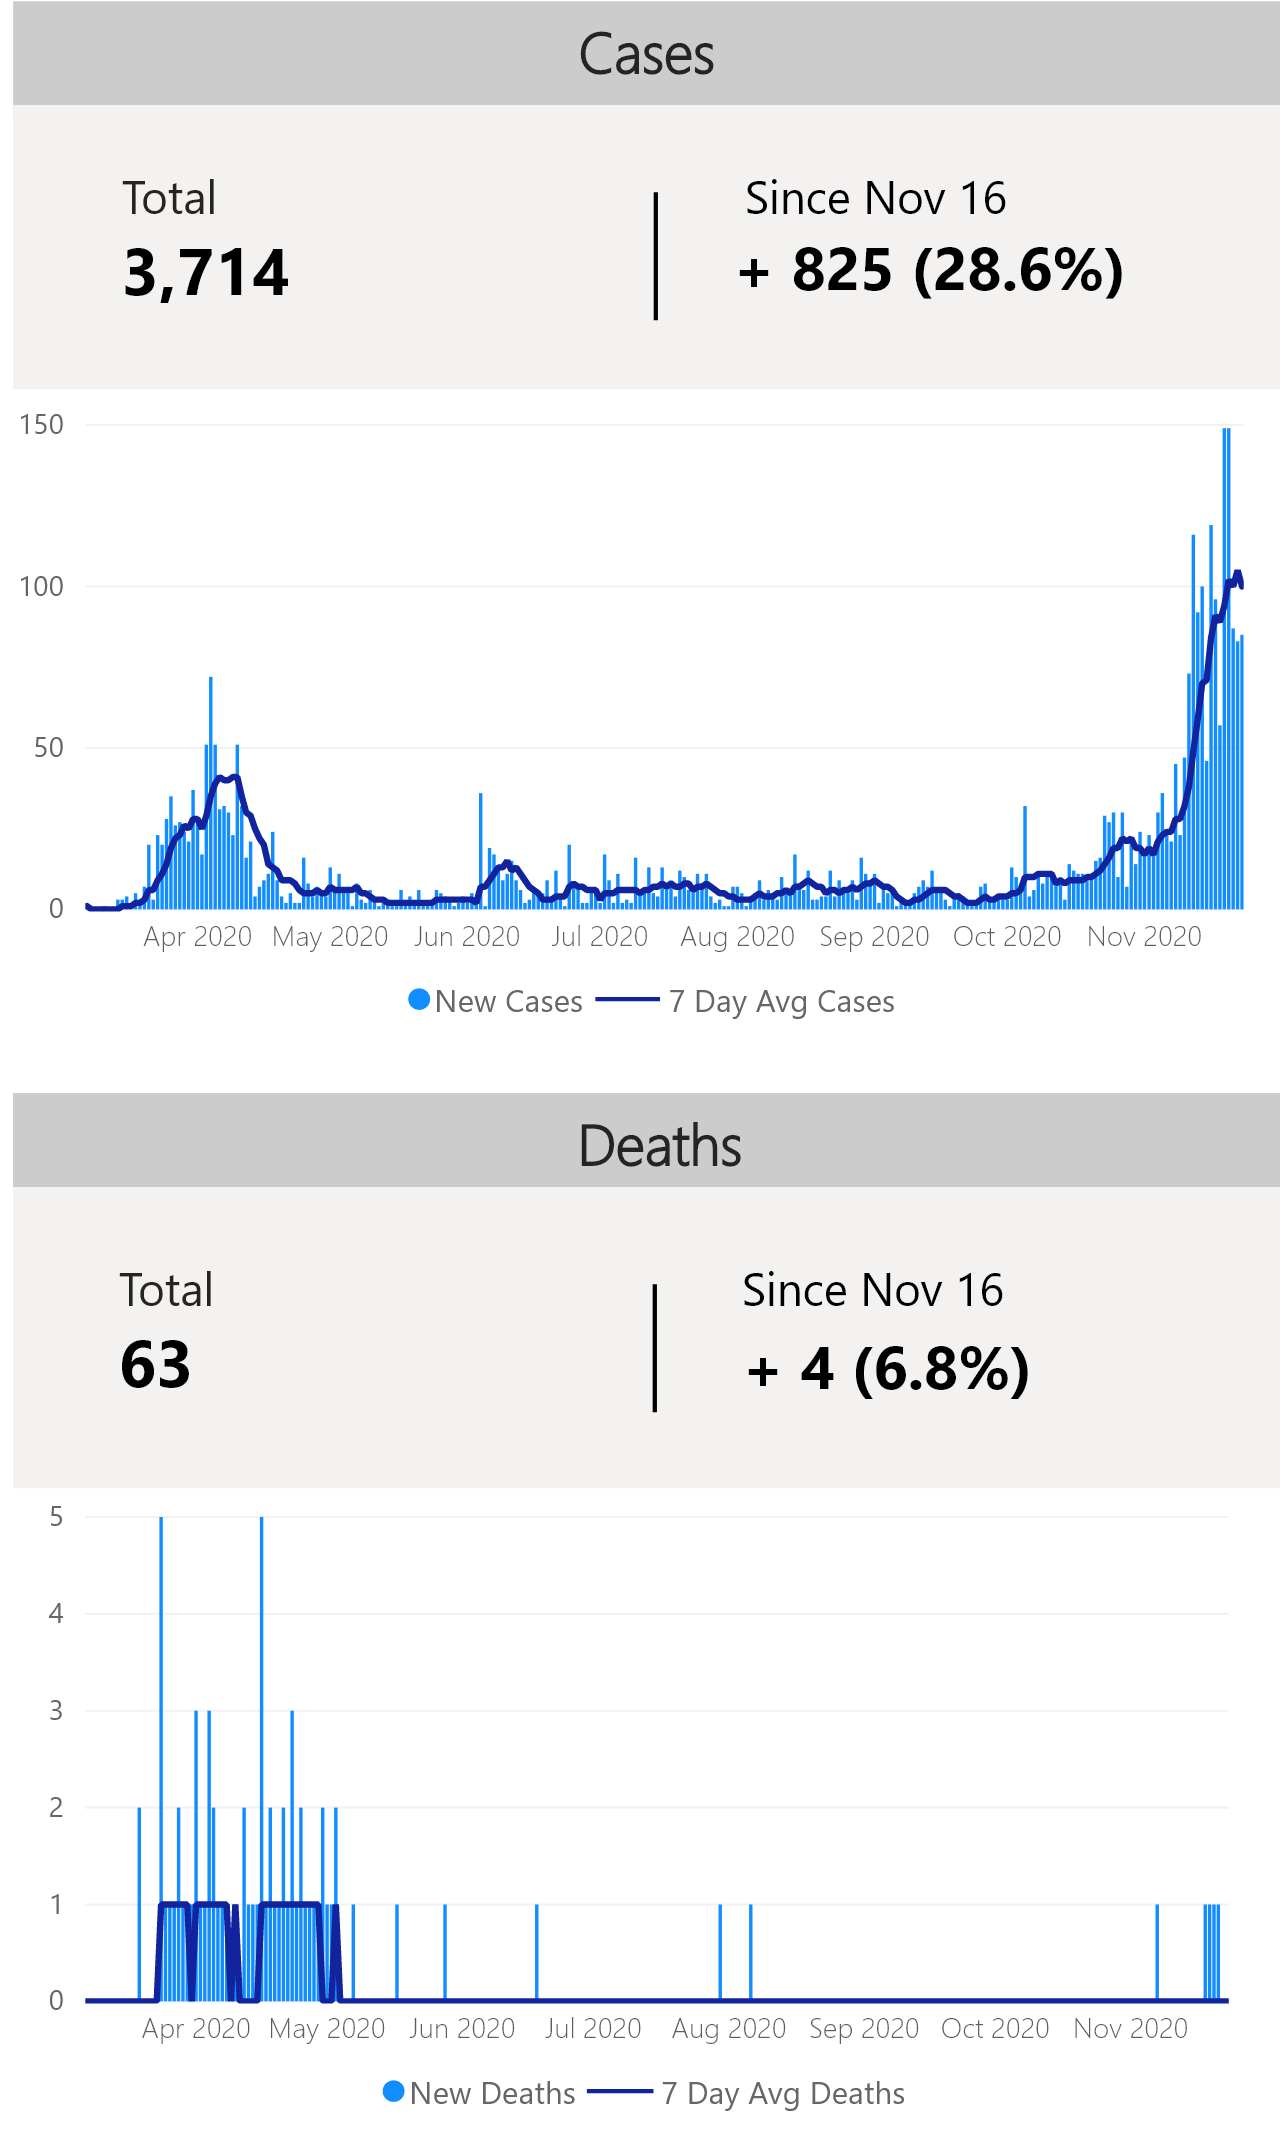 Cases
Total
3,714
Since Nov 16
+ 825 (28.6%)
150
100
50
0
Apr 2020 May 2020 Jun 2020 Jul 2020 Aug 2020 Sep 2020 Oct 2020 Nov 2020
New Cases 7 Day Avg Cases
Deaths
Total
63
Since Nov 16
+ 4 (6.8%)
5
4
3
2
1
0
Apr 2020 May 2020 Jun 2020 Jul 2020 Aug 2020 Sep 2020 Oct 2020 Nov 2020
New Deaths 7 Day Avg Deaths